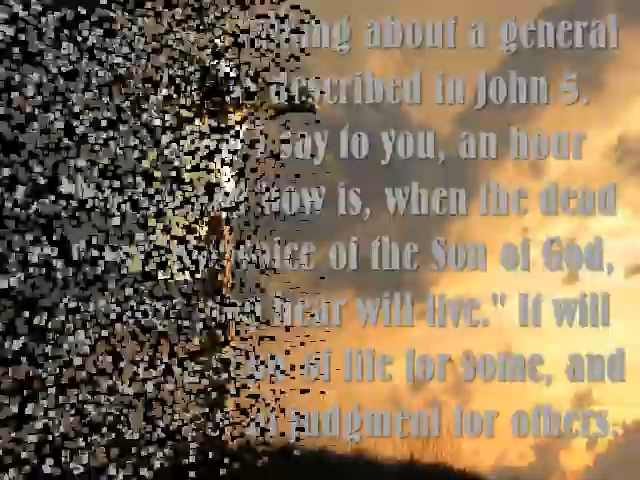 about a general
described in John 5.
say to you, an hour
now is, when the dead
voice of the Son of God,
hear will live." It will
of life for some, and
judgment for others.